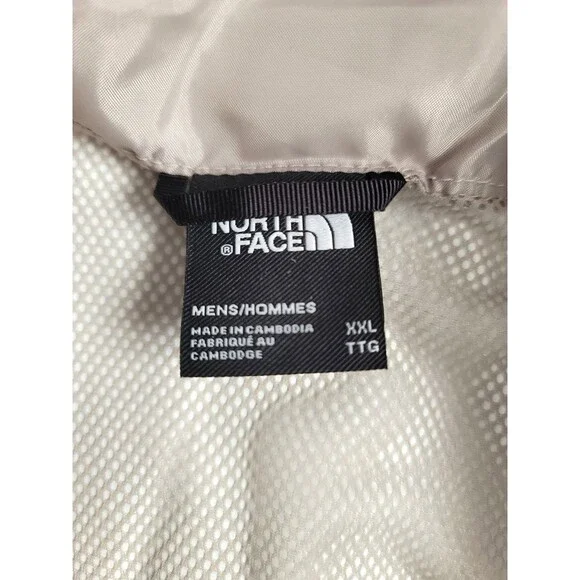 NORTH
® FACE
MENS/HOMMES
MADE IN CAMBODIA XXL
FABRIQUÉ AU TTG
CAMBODGE